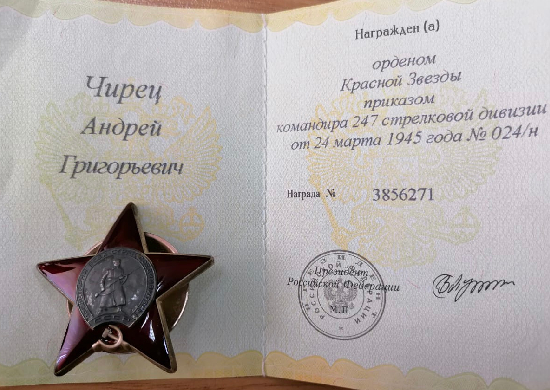 Чирец
Андрей
Григорьевич
Награжден (а)
орденом
Красной Звезды
приказом
командира 247 стрелковой дивизии
от 24 марта 1945 года № 024/н
Награда № 3856271
Президент
Российской Федерации
М.П.